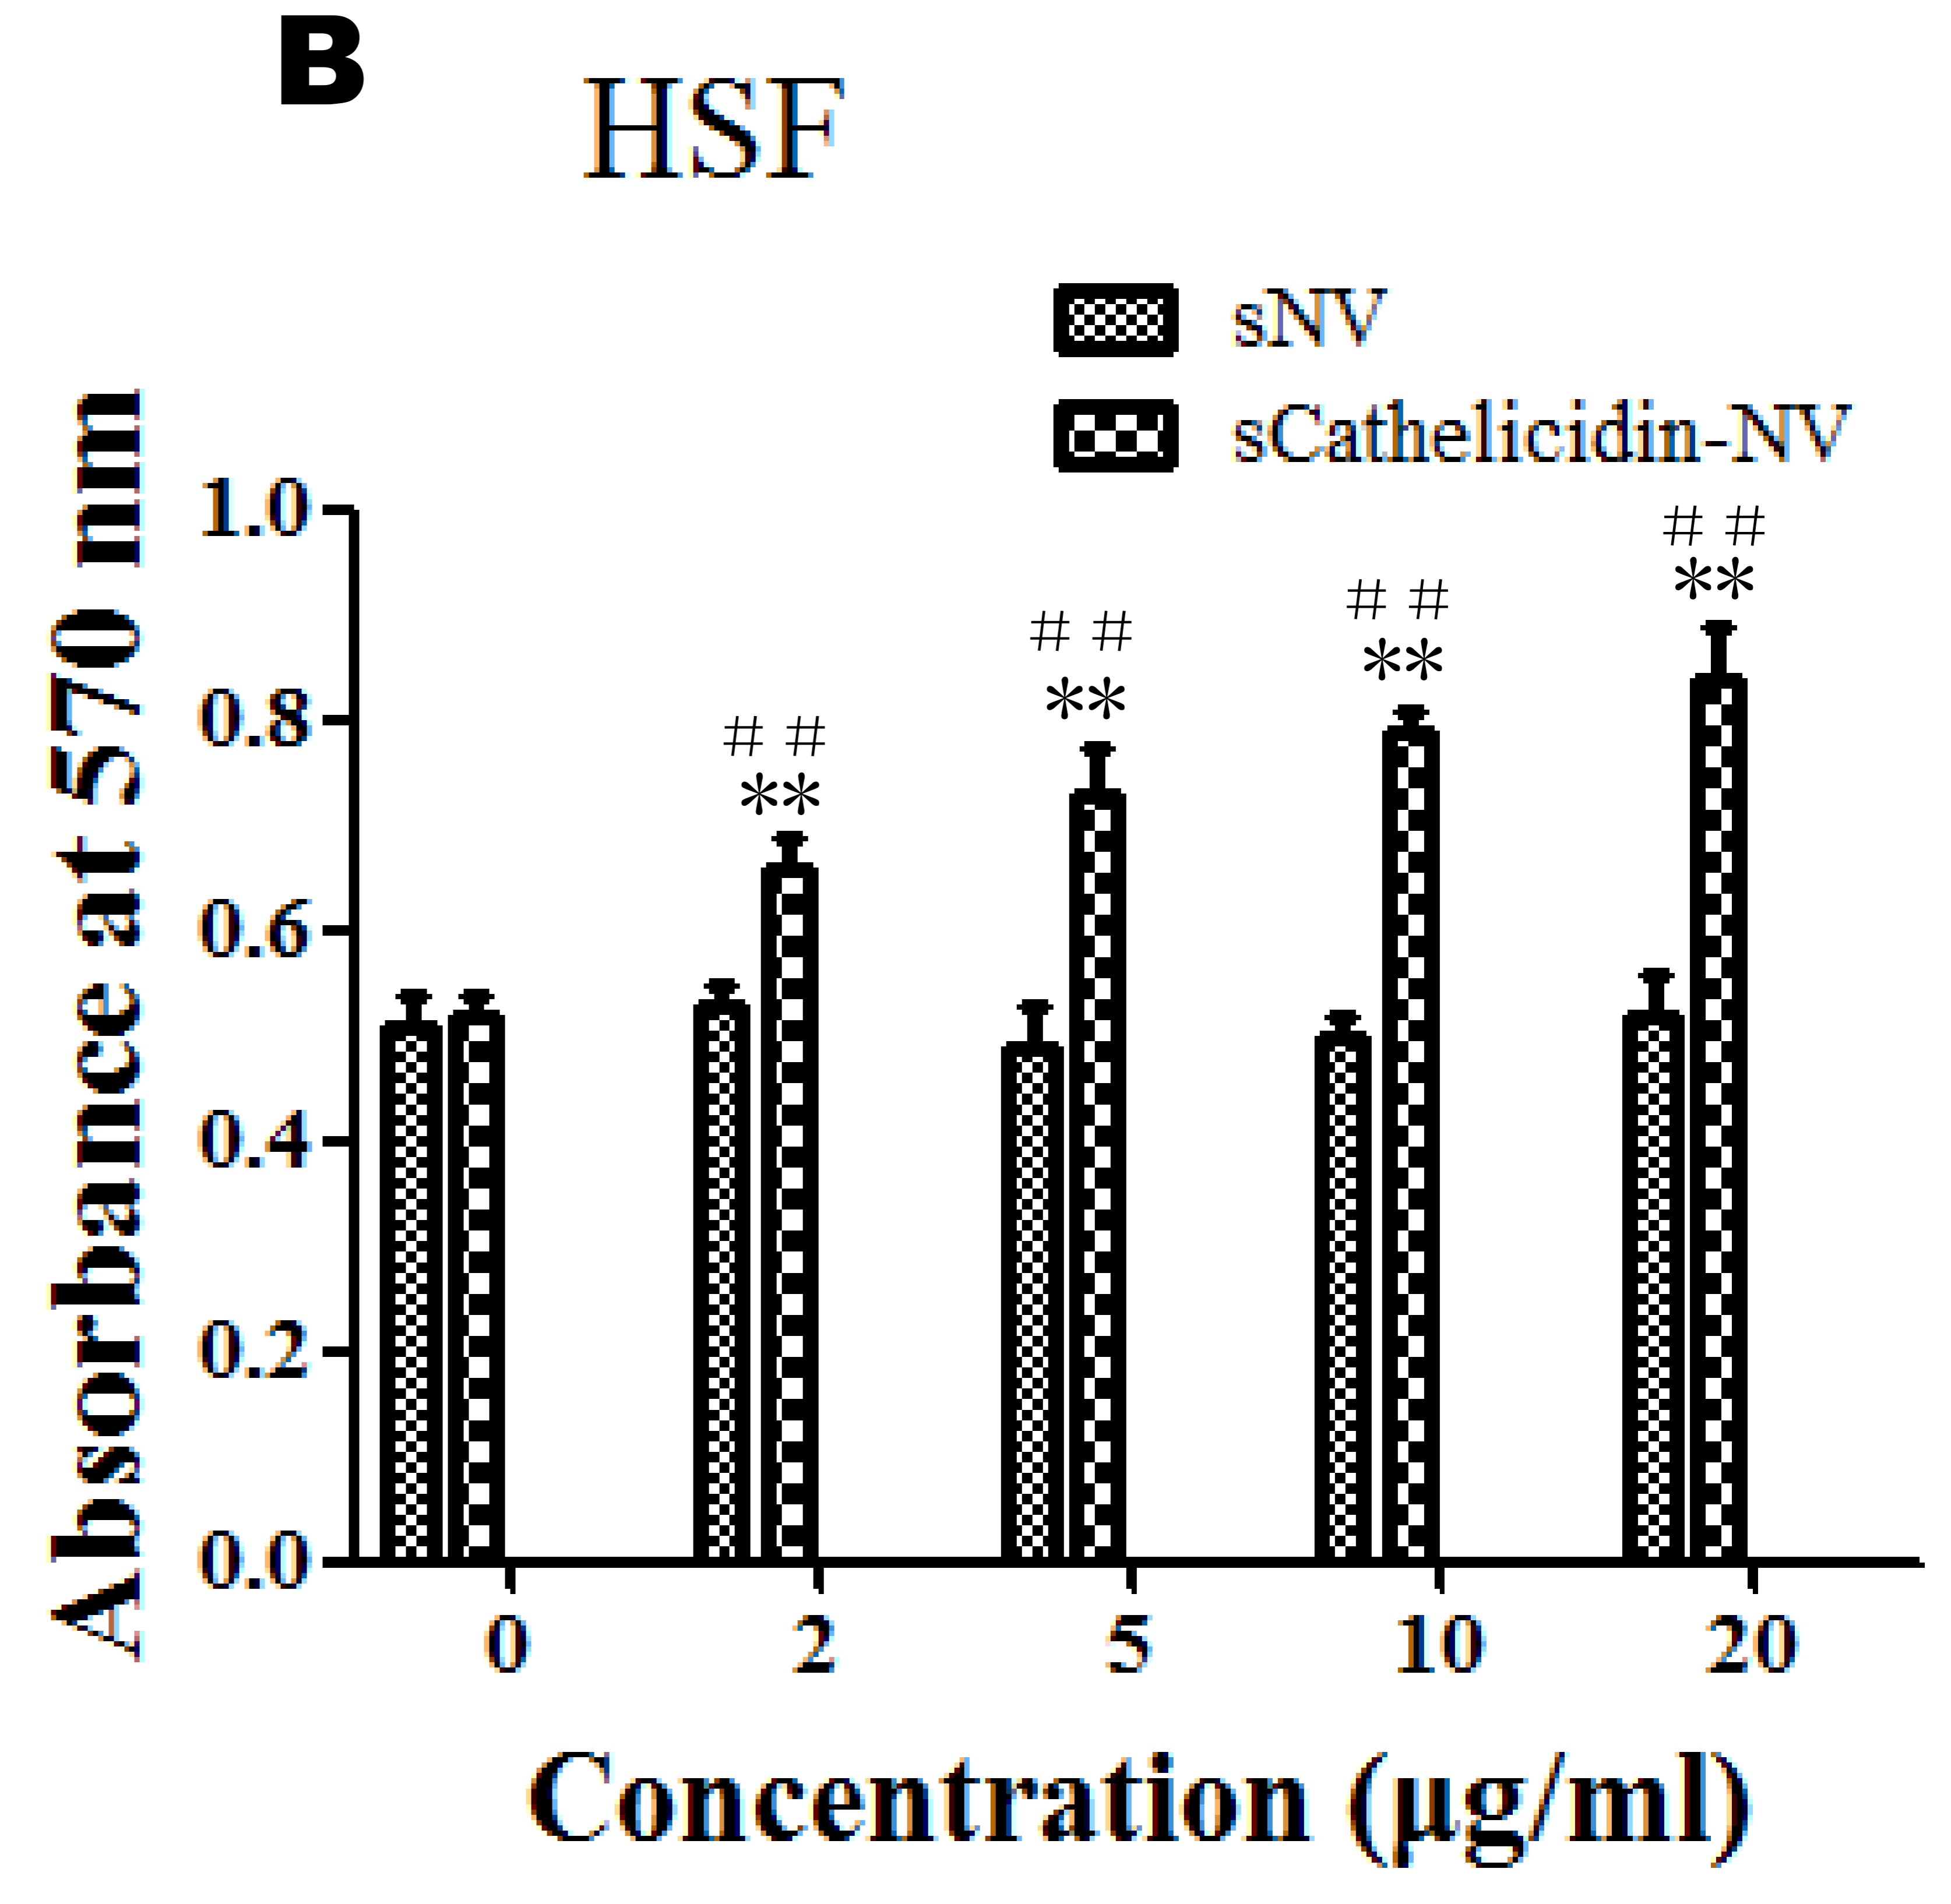 B
HSF
sNV
sCathelicidin-NV
Absorbance at 570 nm
1.0
0.8
0.6
0.4
0.2
0.0
# #
**
# #
**
# #
**
# #
**
0 2 5 10 20
Concentration (μg/ml)